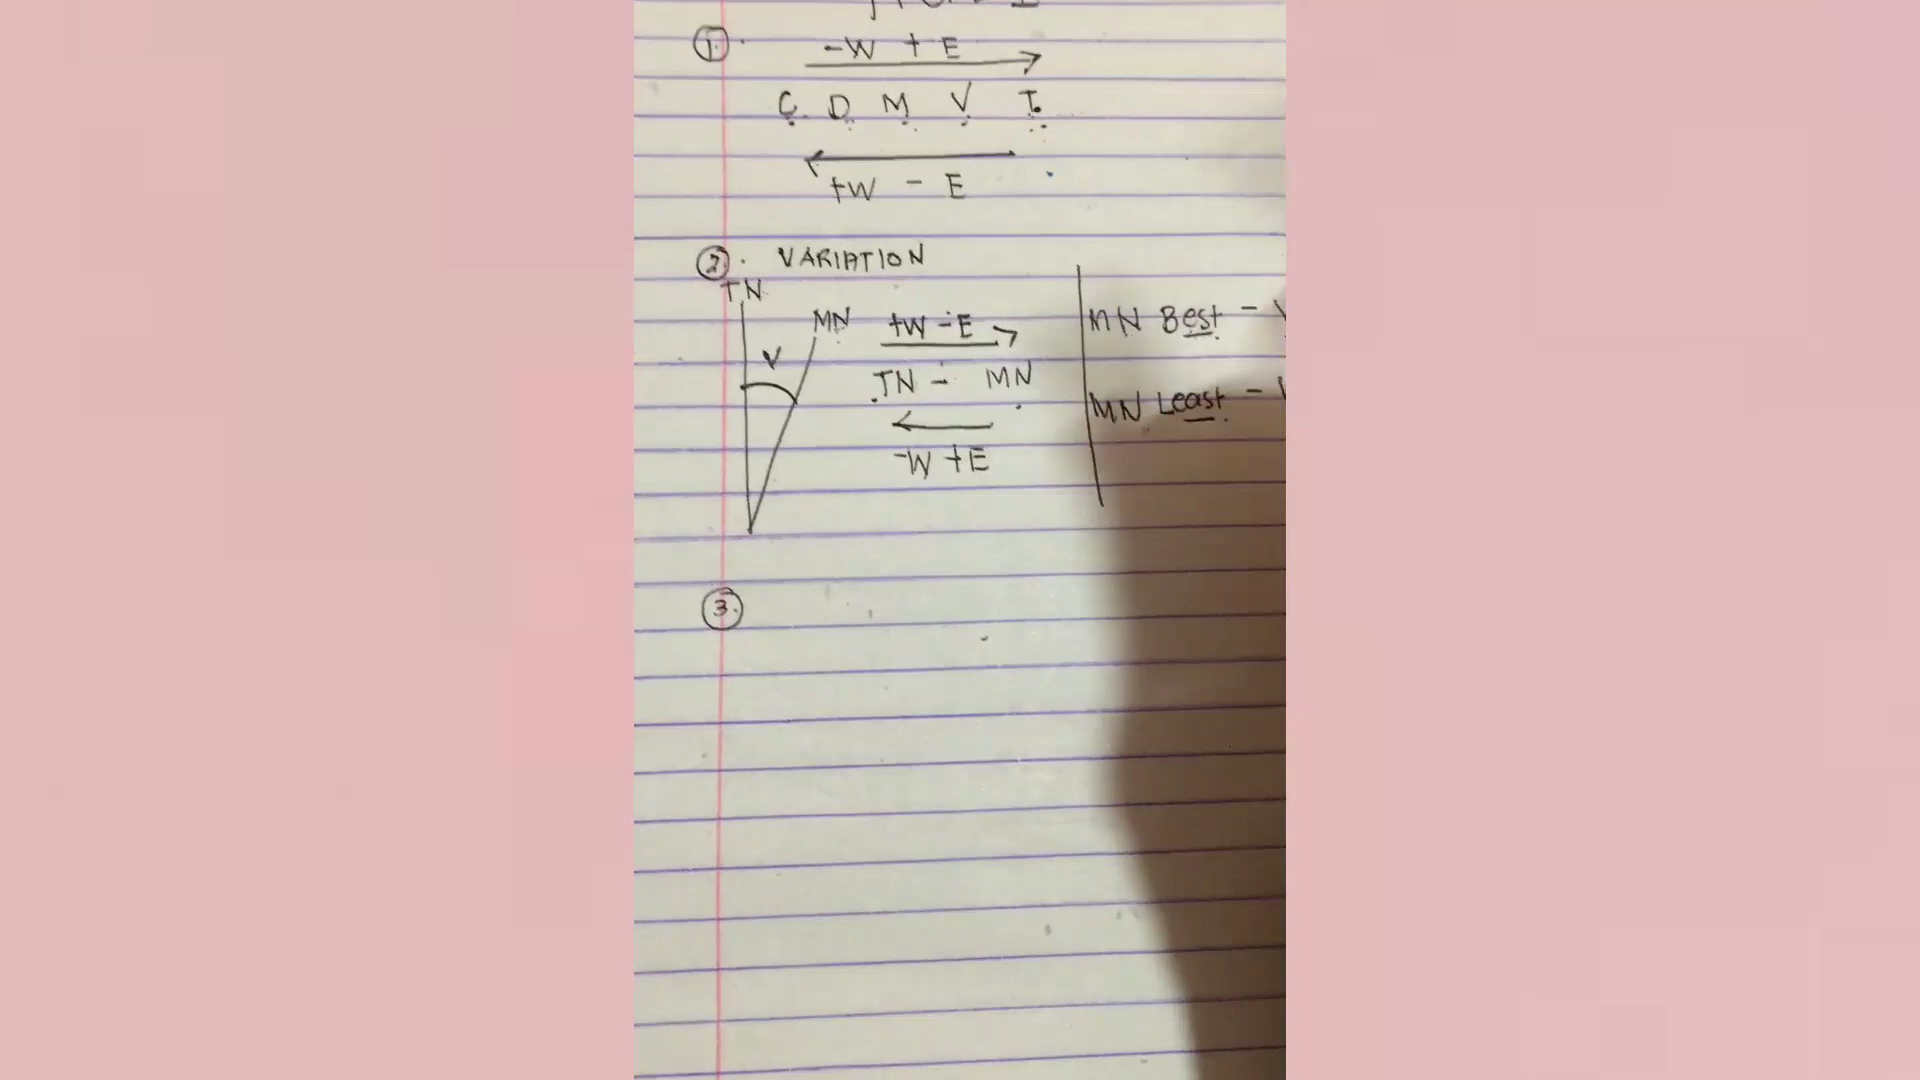 1.
-W + E
C D M V T
+W - E
2. VARIATION
TN
MN
V
+W - E
TN - MN
-W + E
MN Best -
MN Least -
3.